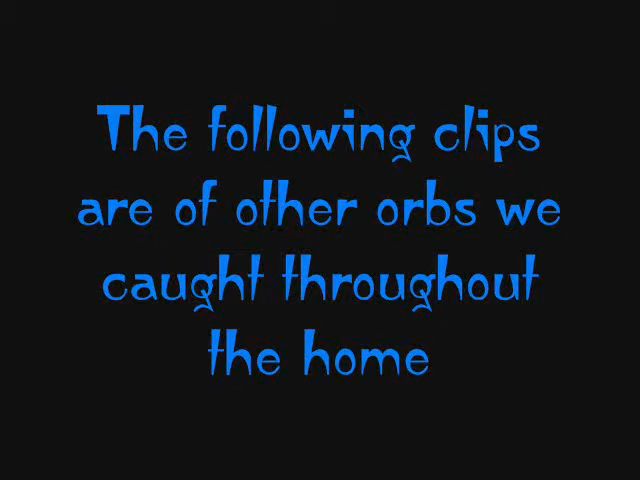 The following clips
are of other orbs we
caught throughout
the home